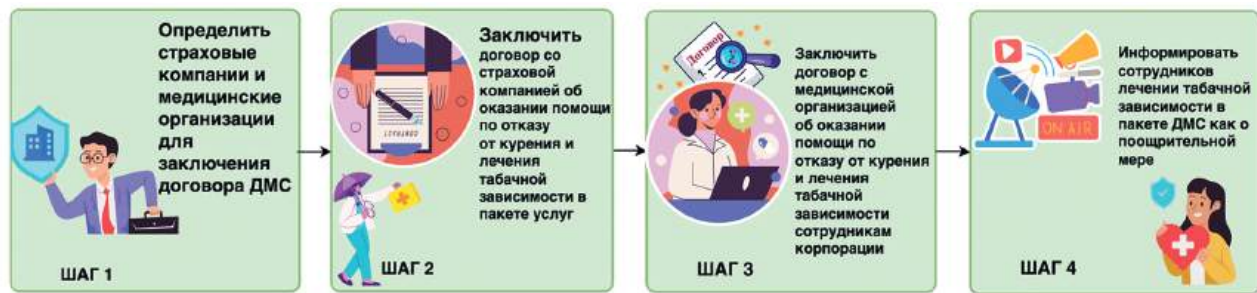 Определить
страховые
компании и
медицинские
организации
для
заключения
договора ДМС
ШАГ 1
Заключить
договор со
страховой
компанией об
оказании помощи
по отказу
от курения и
лечения
табачной
зависимости в
пакете услуг
ШАГ 2
Договор
Заключить
договор с
медицинской
организацией
об оказании
помощи по
отказу от курения
и лечения
табачной
зависимости
сотрудникам
корпорации
ШАГ 3
ON AIR
Информировать
сотрудников
лечении табачной
зависимости в
пакете ДМС как о
поощрительной
мере
ШАГ 4